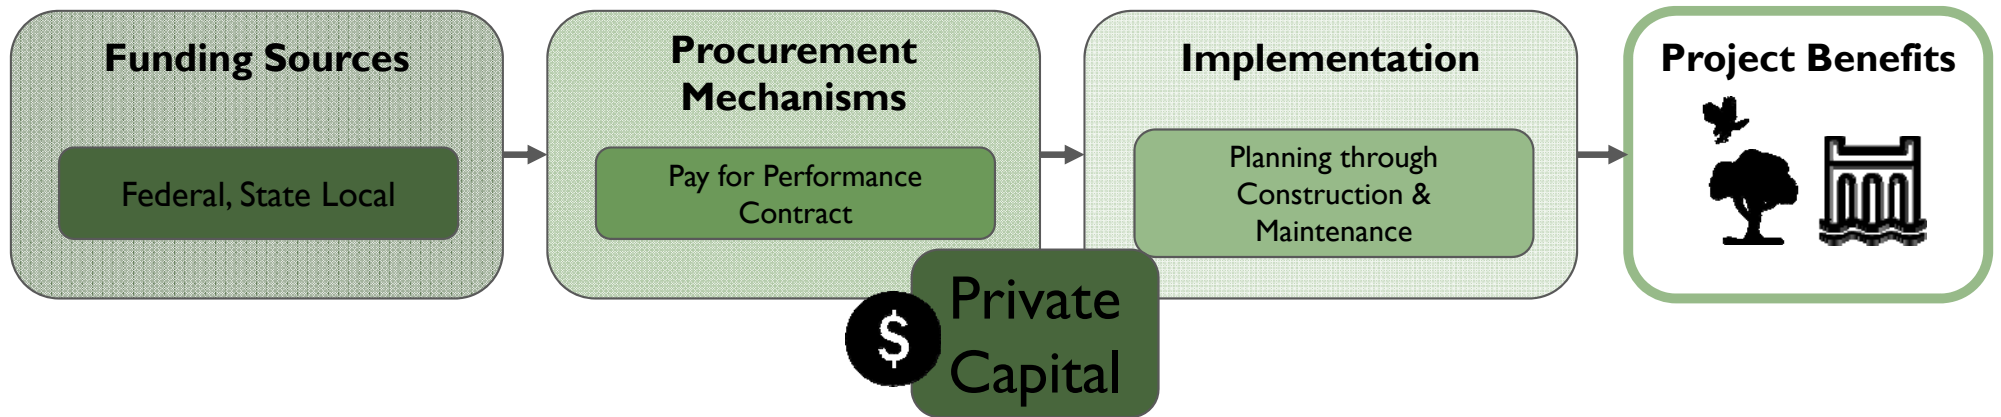 Funding Sources
Federal, State Local
Procurement
Mechanisms
Pay for Performance
Contract
Implementation
Planning through
Construction &
Maintenance
Project Benefits
$
Private
Capital